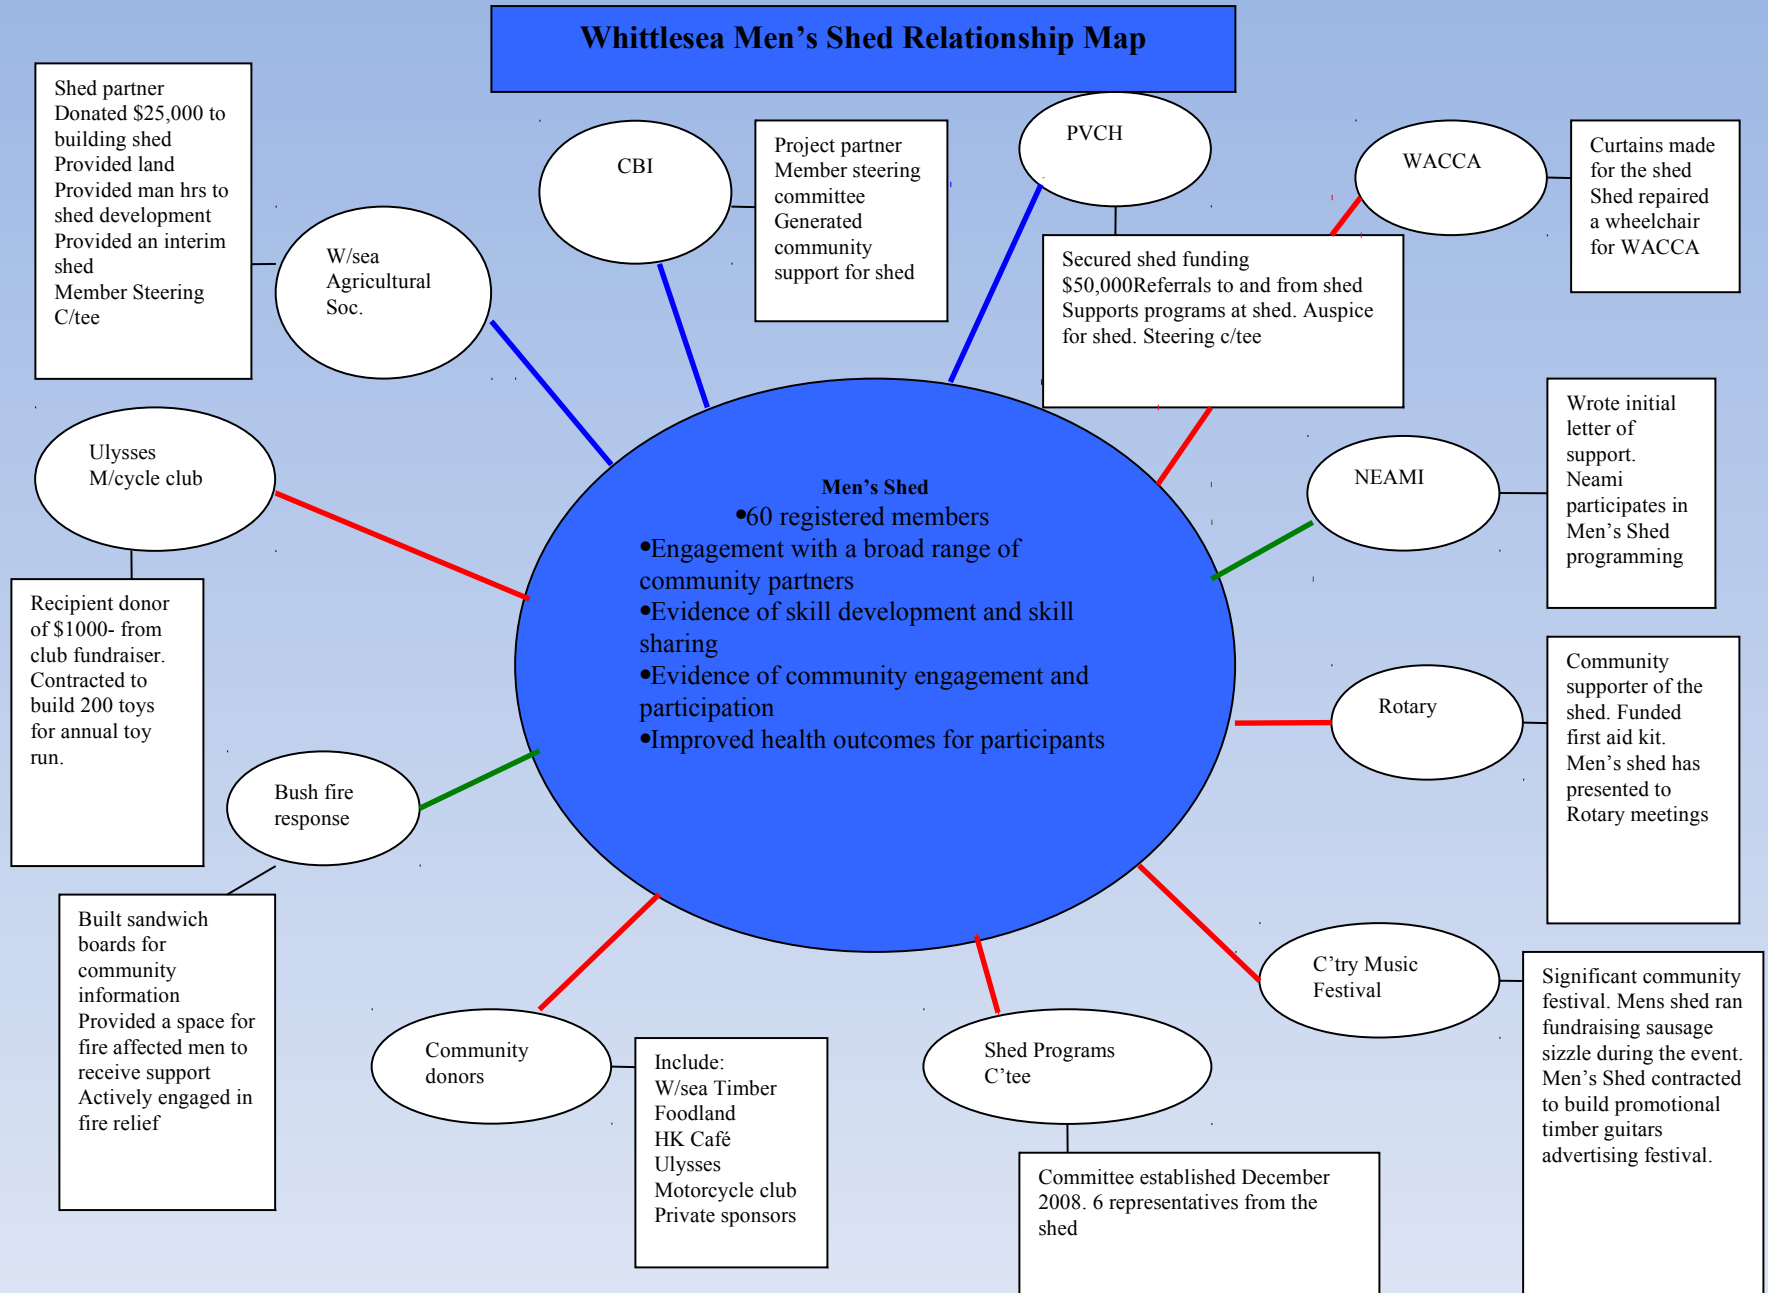 Whittlesea Men’s Shed Relationship Map
Shed partner
Donated $25,000 to
building shed
Provided land
Provided man hrs to
shed development
Provided an interim
shed
Member Steering
C/tee
W/sea
Agricultural
Soc.
CBI
Project partner
Member steering
committee
Generated
community
support for shed
PVCH
Secured shed funding
$50,000Referrals to and from shed
Supports programs at shed. Auspice
for shed. Steering c/tee
WACCA
Curtains made
for the shed
Shed repaired
a wheelchair
for WACCA
Ulysses
M/cycle club
Recipient donor
of $1000- from
club fundraiser.
Contracted to
build 200 toys
for annual toy
run.
Men’s Shed
•60 registered members
•Engagement with a broad range of
community partners
•Evidence of skill development and skill
sharing
•Evidence of community engagement and
participation
•Improved health outcomes for participants
NEAMI
Wrote initial
letter of
support.
Neami
participates in
Men’s Shed
programming
Rotary
Community
supporter of the
shed. Funded
first aid kit.
Men’s shed has
presented to
Rotary meetings
Bush fire
response
Built sandwich
boards for
community
information
Provided a space for
fire affected men to
receive support
Actively engaged in
fire relief
Community
donors
Include:
W/sea Timber
Foodland
HK Café
Ulysses
Motorcycle club
Private sponsors
Shed Programs
C’tee
Committee established December
2008. 6 representatives from the
shed
C’try Music
Festival
Significant community
festival. Mens shed ran
fundraising sausage
sizzle during the event.
Men’s Shed contracted
to build promotional
timber guitars
advertising festival.